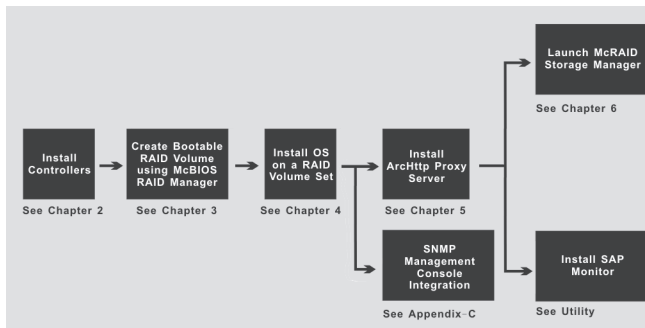 Install
Controllers
See Chapter 2
Create Bootable
RAID Volume
using McBIOS
RAID Manager
See Chapter 3
Install OS
on a RAID
Volume Set
See Chapter 4
Install
ArcHttp Proxy
Server
See Chapter 5
SNMP
Management
Console
Integration
See Appendix-C
Launch McRAID
Storage Manager
See Chapter 6
Install SAP
Monitor
See Utility